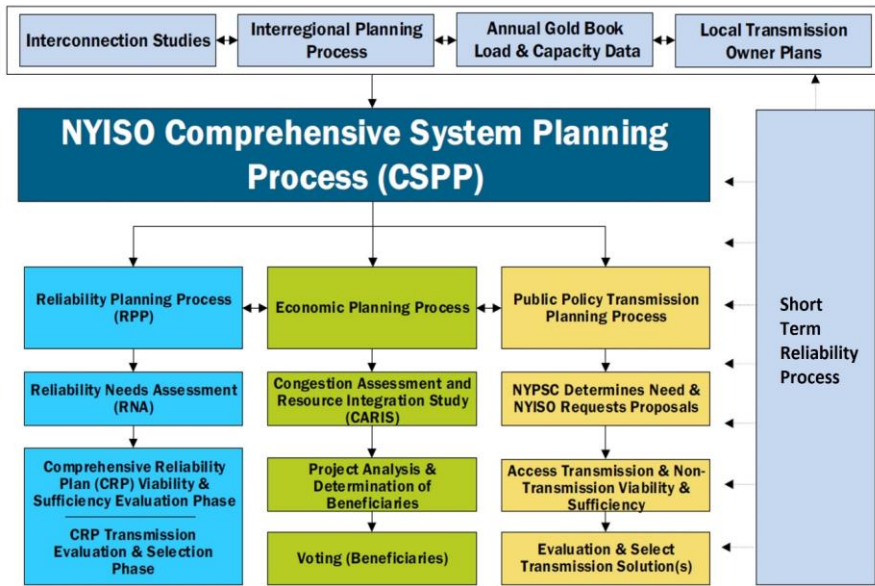 Interconnection Studies
Interregional Planning
Process
Annual Gold Book
Load & Capacity Data
Local Transmission
Owner Plans
NYISO Comprehensive System Planning
Process (CSPP)
Reliability Planning Process
(RPP)
Economic Planning Process
Public Policy Transmission
Planning Process
Short
Term
Reliability
Process
Reliability Needs Assessment
(RNA)
Congestion Assessment and
Resource Integration Study
(CARIS)
NYPSC Determines Need &
NYISO Requests Proposals
Comprehensive Reliability
Plan (CRP) Viability &
Sufficiency Evaluation Phase
CRP Transmission
Evaluation & Selection
Phase
Project Analysis &
Determination of
Beneficiaries
Access Transmission & Non-
Transmission Viability &
Sufficiency
Voting (Beneficiaries)
Evaluation & Select
Transmission Solution(s)